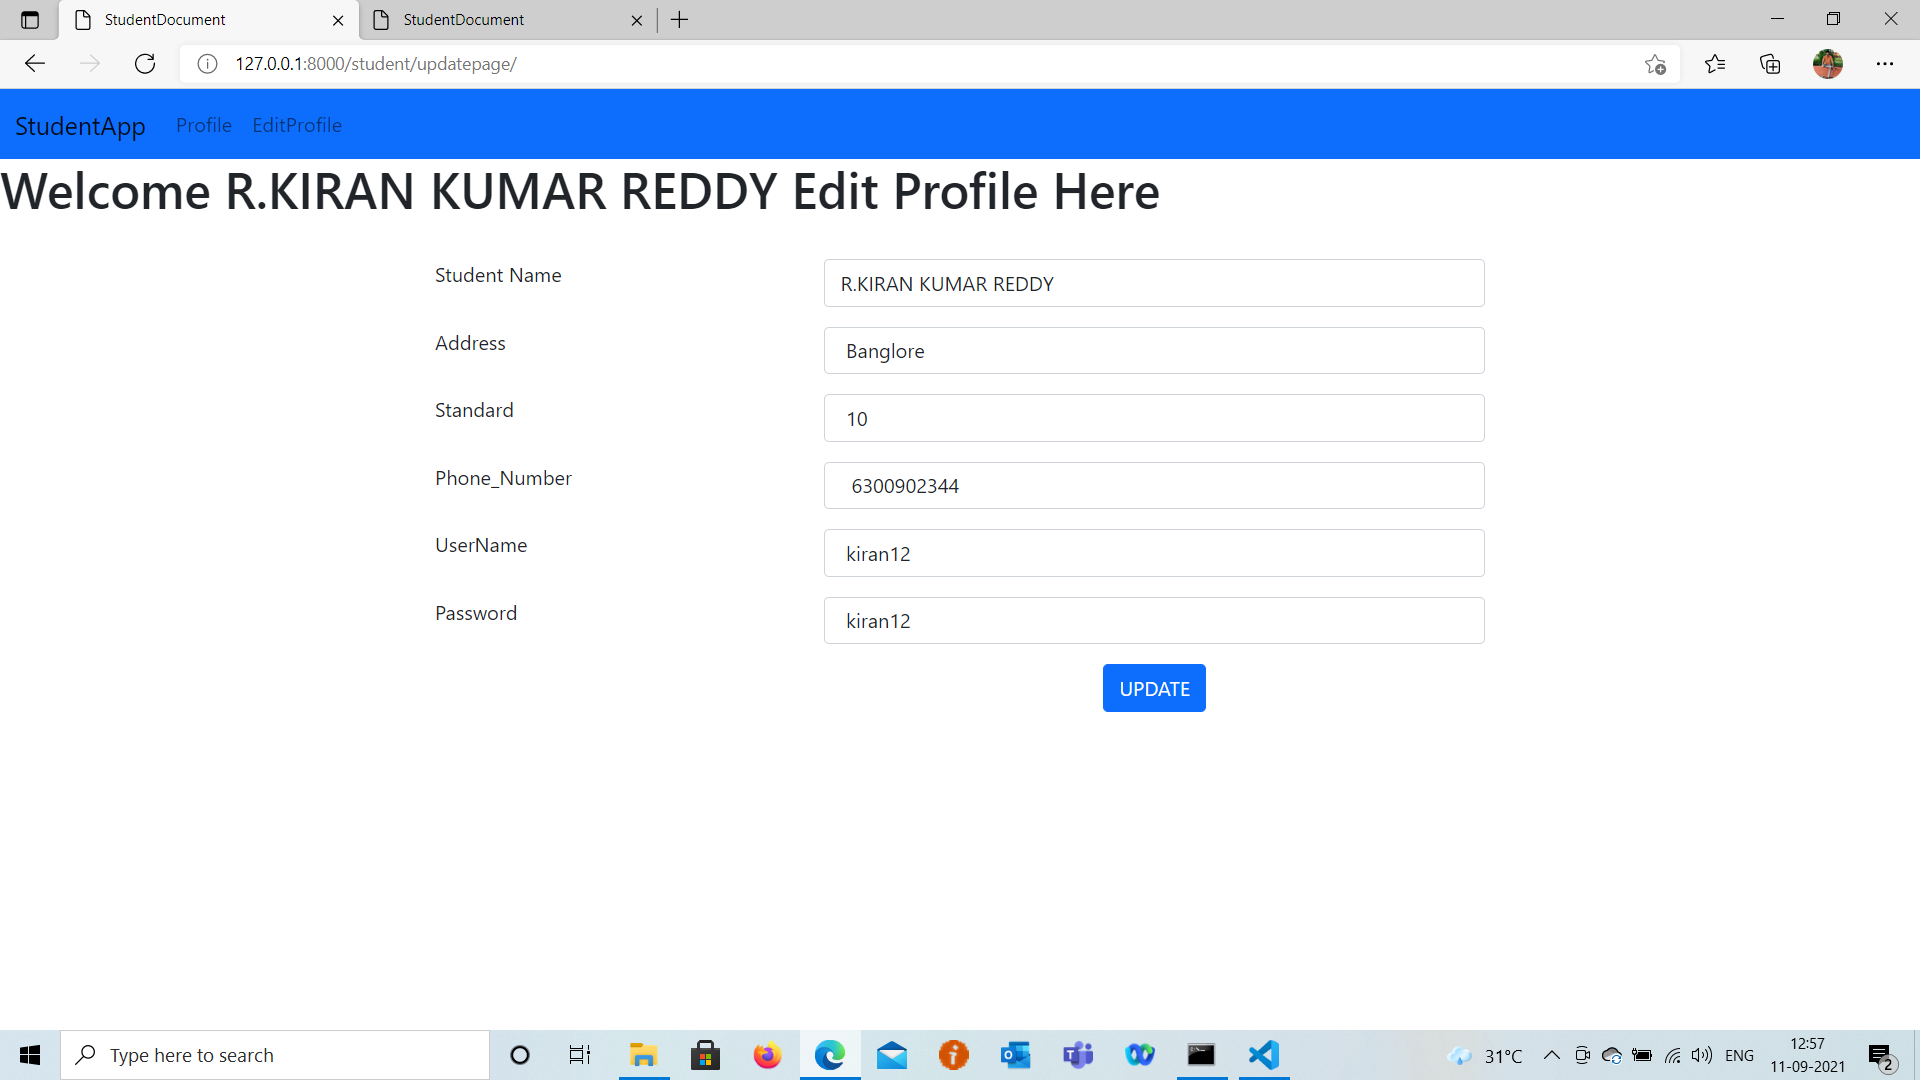 StudentDocument
StudentDocument
127.0.0.1:8000/student/updatepage/
StudentApp Profile EditProfile
Welcome R.KIRAN KUMAR REDDY Edit Profile Here
Student Name R.KIRAN KUMAR REDDY
Address Banglore
Standard 10
Phone_Number 6300902344
UserName kiran12
Password kiran12
UPDATE
Type here to search
31°C
ENG
12:57
11-09-2021
2